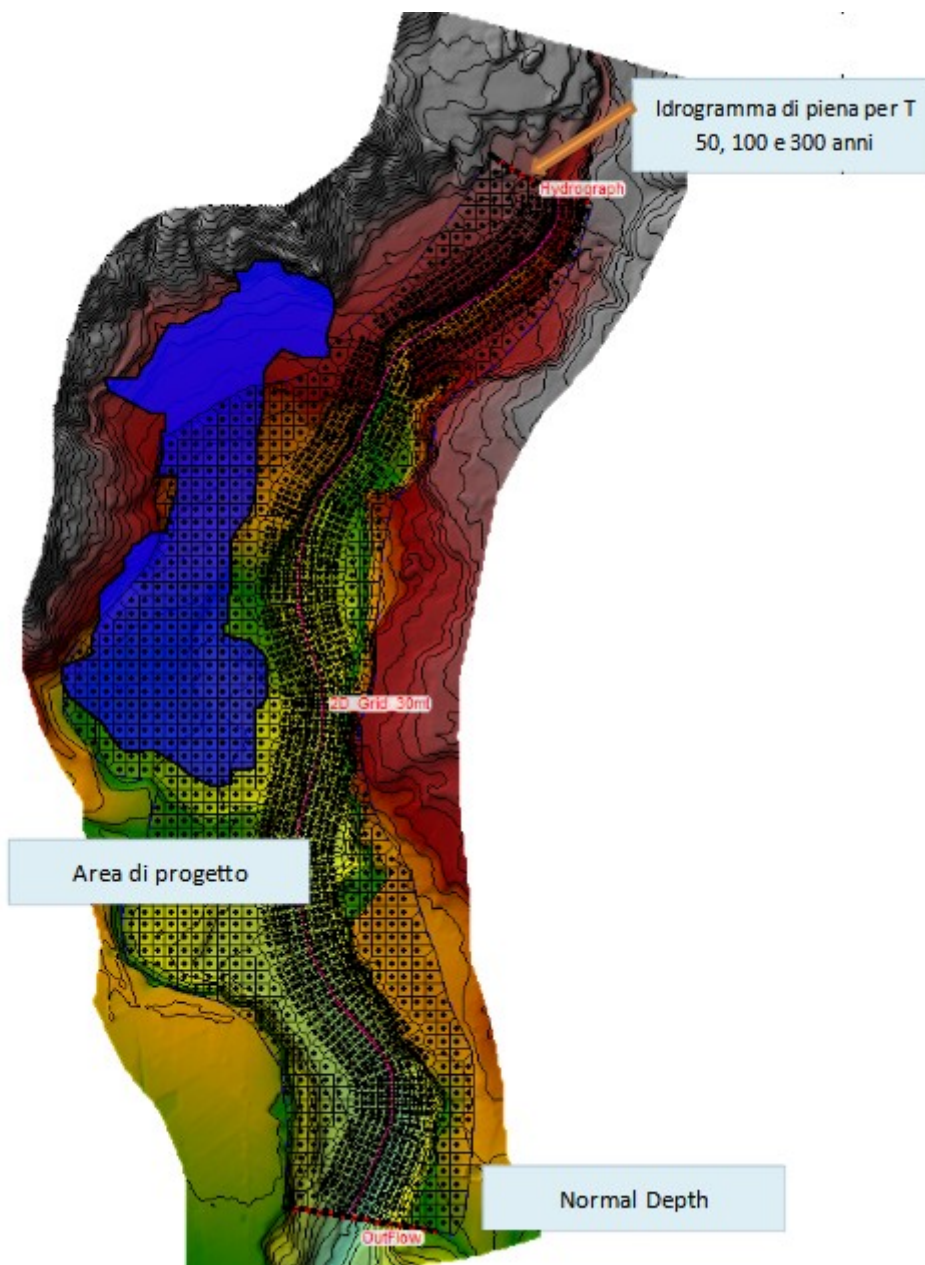 Idrogramma di piena per T
50, 100 e 300 anni
Hydrograph
2D_Grid_30mt
Area di progetto
Normal Depth
OutFlow